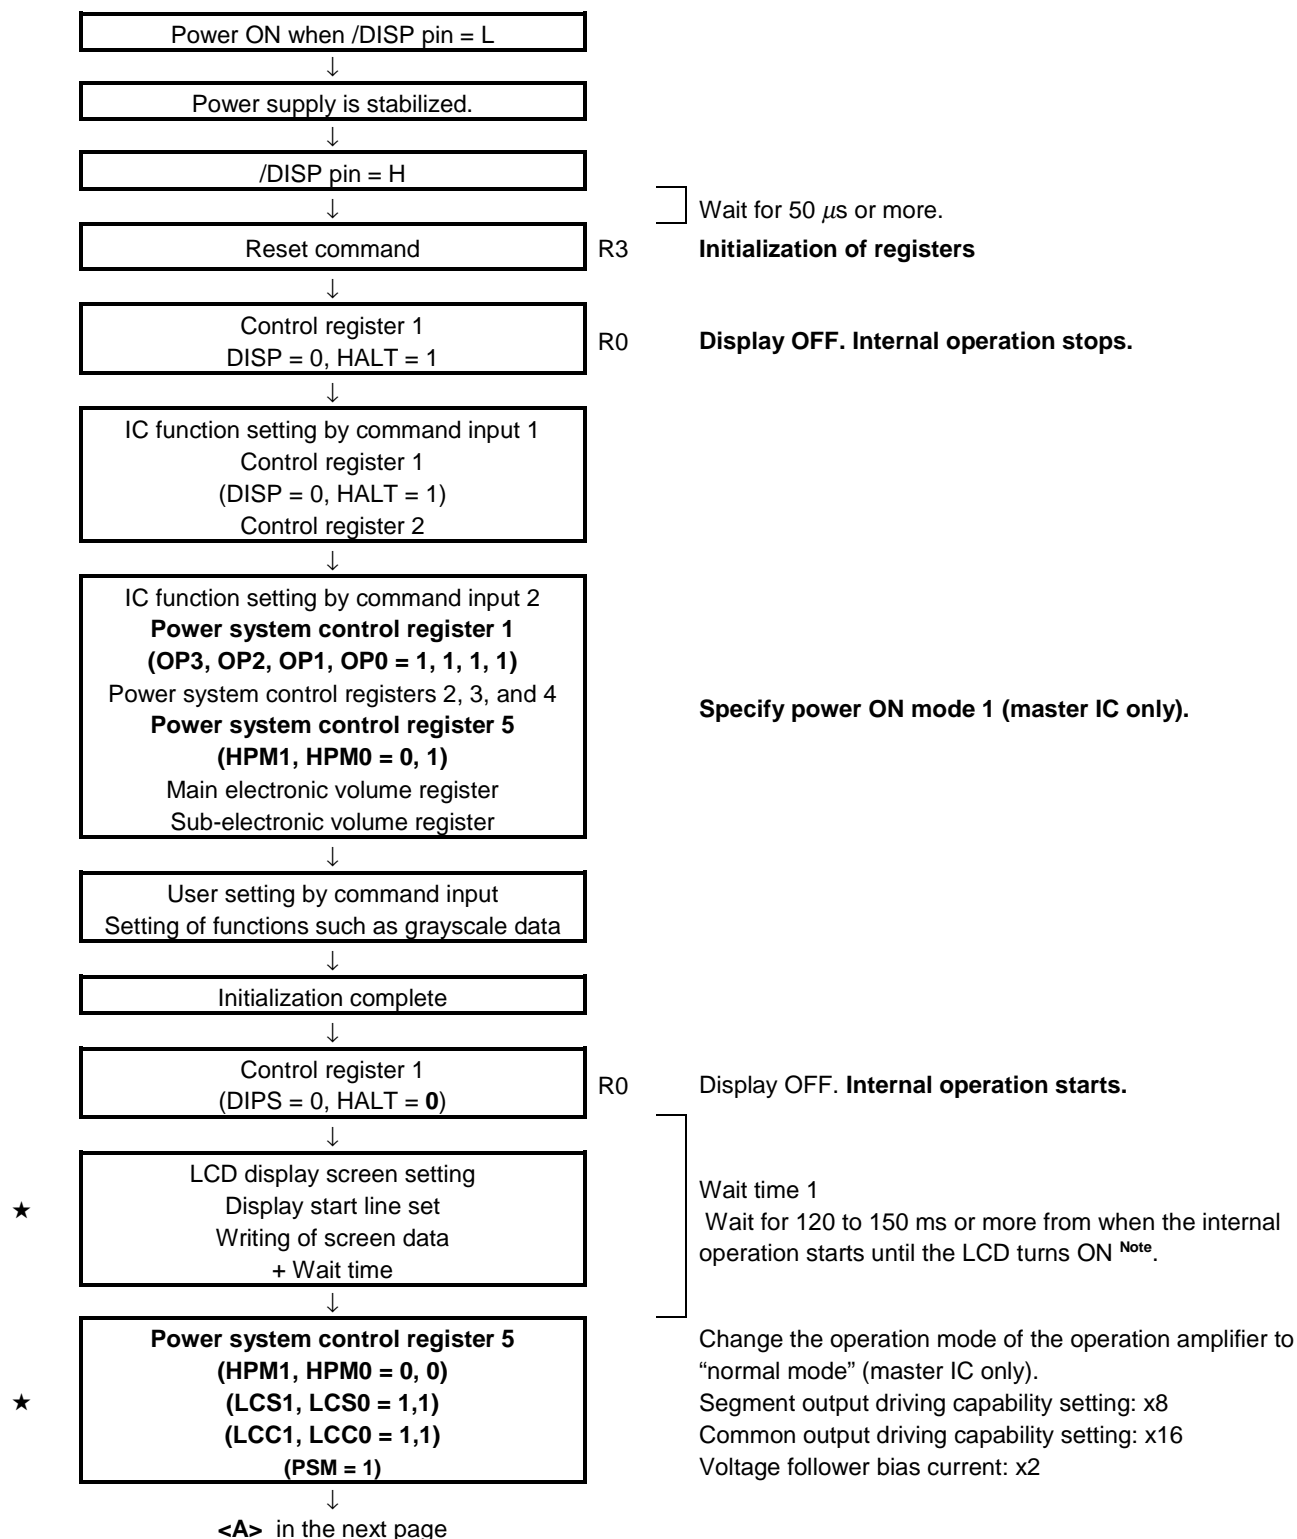 Power ON when /DISP pin = L
↓
Power supply is stabilized.
↓
/DISP pin = H
↓
Wait for 50 μs or more.
Reset command R3 Initialization of registers
↓
Control register 1
DISP = 0, HALT = 1
R0 Display OFF. Internal operation stops.
↓
IC function setting by command input 1
Control register 1
(DISP = 0, HALT = 1)
Control register 2
↓
IC function setting by command input 2
Power system control register 1
(OP3, OP2, OP1, OP0 = 1, 1, 1, 1)
Power system control registers 2, 3, and 4
Power system control register 5
(HPM1, HPM0 = 0, 1)
Main electronic volume register
Sub-electronic volume register
Specify power ON mode 1 (master IC only).
↓
User setting by command input
Setting of functions such as grayscale data
↓
Initialization complete
↓
Control register 1
(DIPS = 0, HALT = 0)
R0 Display OFF. Internal operation starts.
↓
★
LCD display screen setting
Display start line set
Writing of screen data
+ Wait time
Wait time 1
Wait for 120 to 150 ms or more from when the internal
operation starts until the LCD turns ON Note.
↓
★
Power system control register 5
(HPM1, HPM0 = 0, 0)
(LCS1, LCS0 = 1,1)
(LCC1, LCC0 = 1,1)
(PSM = 1)
Change the operation mode of the operation amplifier to
“normal mode” (master IC only).
Segment output driving capability setting: x8
Common output driving capability setting: x16
Voltage follower bias current: x2
↓
<A> in the next page